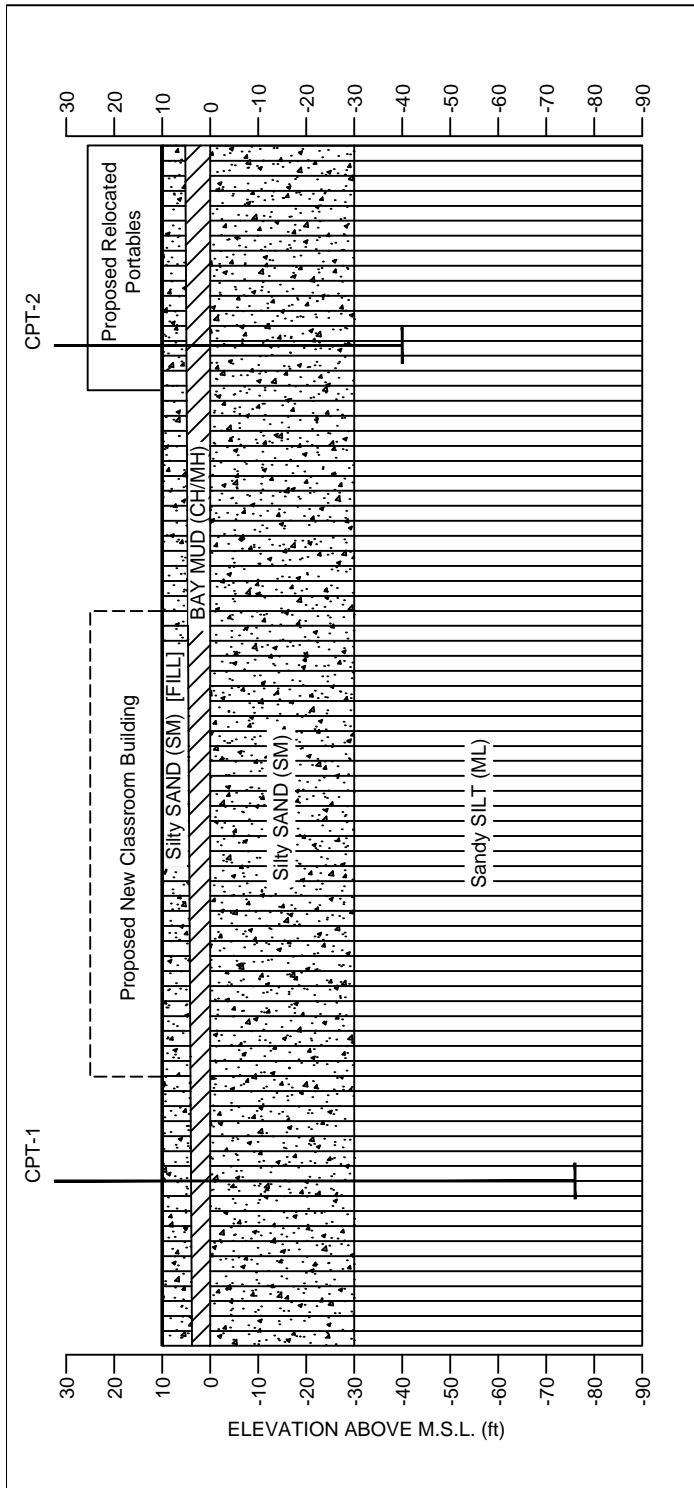 CPT-1
CPT-2
Proposed New Classroom Building
Proposed Relocated
Portables
30
20
10
0
-10
-20
-30
-40
-50
-60
-70
-80
-90
ELEVATION ABOVE M.S.L. (ft)
Silty SAND (SM) [FILL]
BAY MUD (CH/MH)
Silty SAND (SM)
Sandy SILT (ML)
30
20
10
0
-10
-20
-30
-40
-50
-60
-70
-80
-90